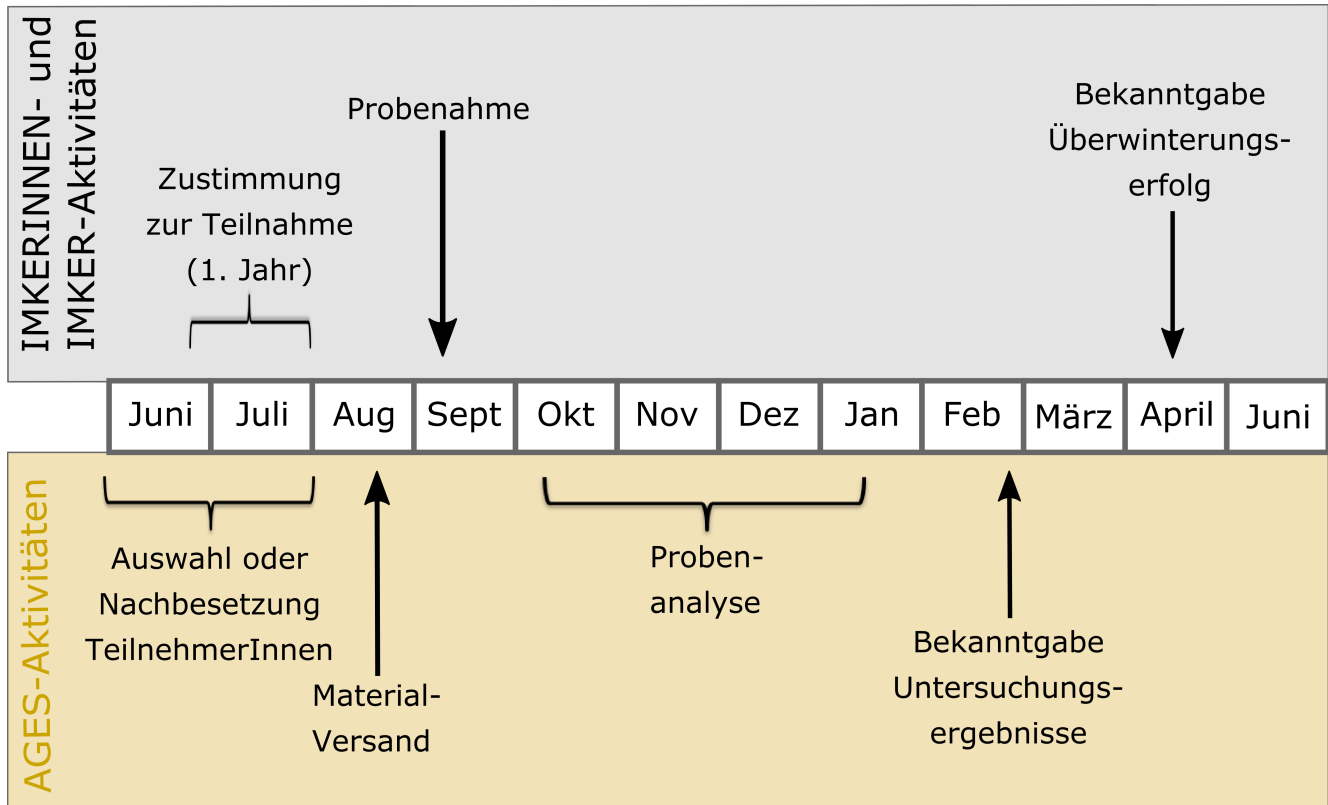 IMKERINNEN- und
IMKER-Aktivitäten
Probenahme
Zustimmung
zur Teilnahme
(1. Jahr)
Bekanntgabe
Überwinterungs-
erfolg
Juni Juli Aug Sept Okt Nov Dez Jan Feb März April Juni
AGES-Aktivitäten
Auswahl oder
Nachbesetzung
TeilnehmerInnen
Material-
Versand
Proben-
analyse
Bekanntgabe
Untersuchungs-
ergebnisse